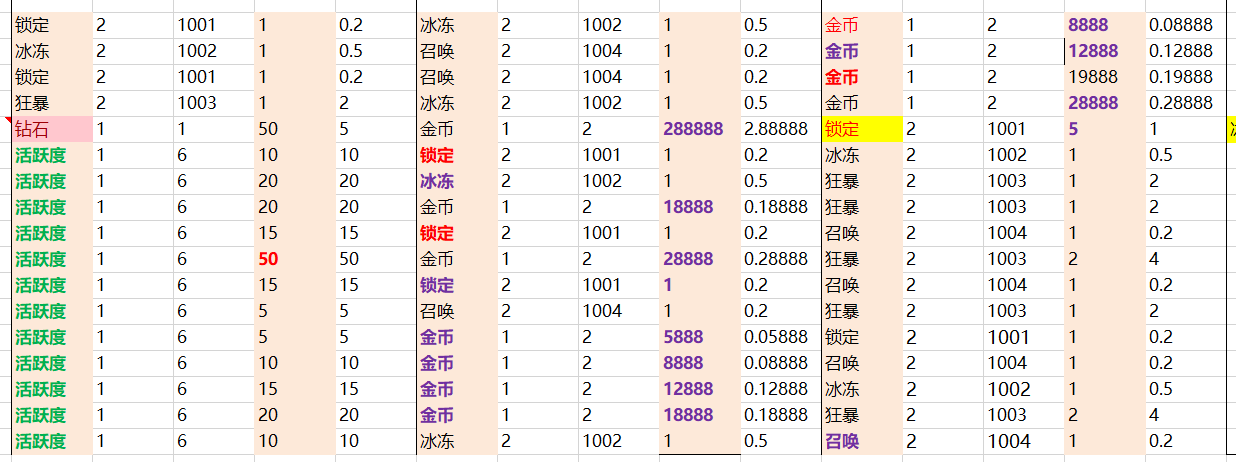 锁定 2 1001 1 0.2 冰冻 2 1002 1 0.5 金币 1 2 8888 0.08888
冰冻 2 1002 1 0.5 召唤 2 1004 1 0.2 金币 1 2 12888 0.12888
锁定 2 1001 1 0.2 召唤 2 1004 1 0.2 金币 1 2 19888 0.19888
狂暴 2 1003 1 2 冰冻 2 1002 1 0.5 金币 1 2 28888 0.28888
钻石 1 1 50 5 金币 1 2 288888 2.88888 锁定 2 1001 5 1
活跃度 1 6 10 10 锁定 2 1001 1 0.2 冰冻 2 1002 1 0.5
活跃度 1 6 20 20 冰冻 2 1002 1 0.5 狂暴 2 1003 1 2
活跃度 1 6 20 20 金币 1 2 18888 0.18888 狂暴 2 1003 1 2
活跃度 1 6 15 15 锁定 2 1001 1 0.2 召唤 2 1004 1 0.2
活跃度 1 6 50 50 金币 1 2 28888 0.28888 狂暴 2 1003 2 4
活跃度 1 6 15 15 锁定 2 1001 1 0.2 召唤 2 1004 1 0.2
活跃度 1 6 5 5 召唤 2 1004 1 0.2 狂暴 2 1003 1 2
活跃度 1 6 5 5 金币 1 2 5888 0.05888 锁定 2 1001 1 0.2
活跃度 1 6 10 10 金币 1 2 8888 0.08888 召唤 2 1004 1 0.2
活跃度 1 6 15 15 金币 1 2 12888 0.12888 冰冻 2 1002 1 0.5
活跃度 1 6 20 20 金币 1 2 18888 0.18888 狂暴 2 1003 2 4
活跃度 1 6 10 10 冰冻 2 1002 1 0.5 召唤 2 1004 1 0.2